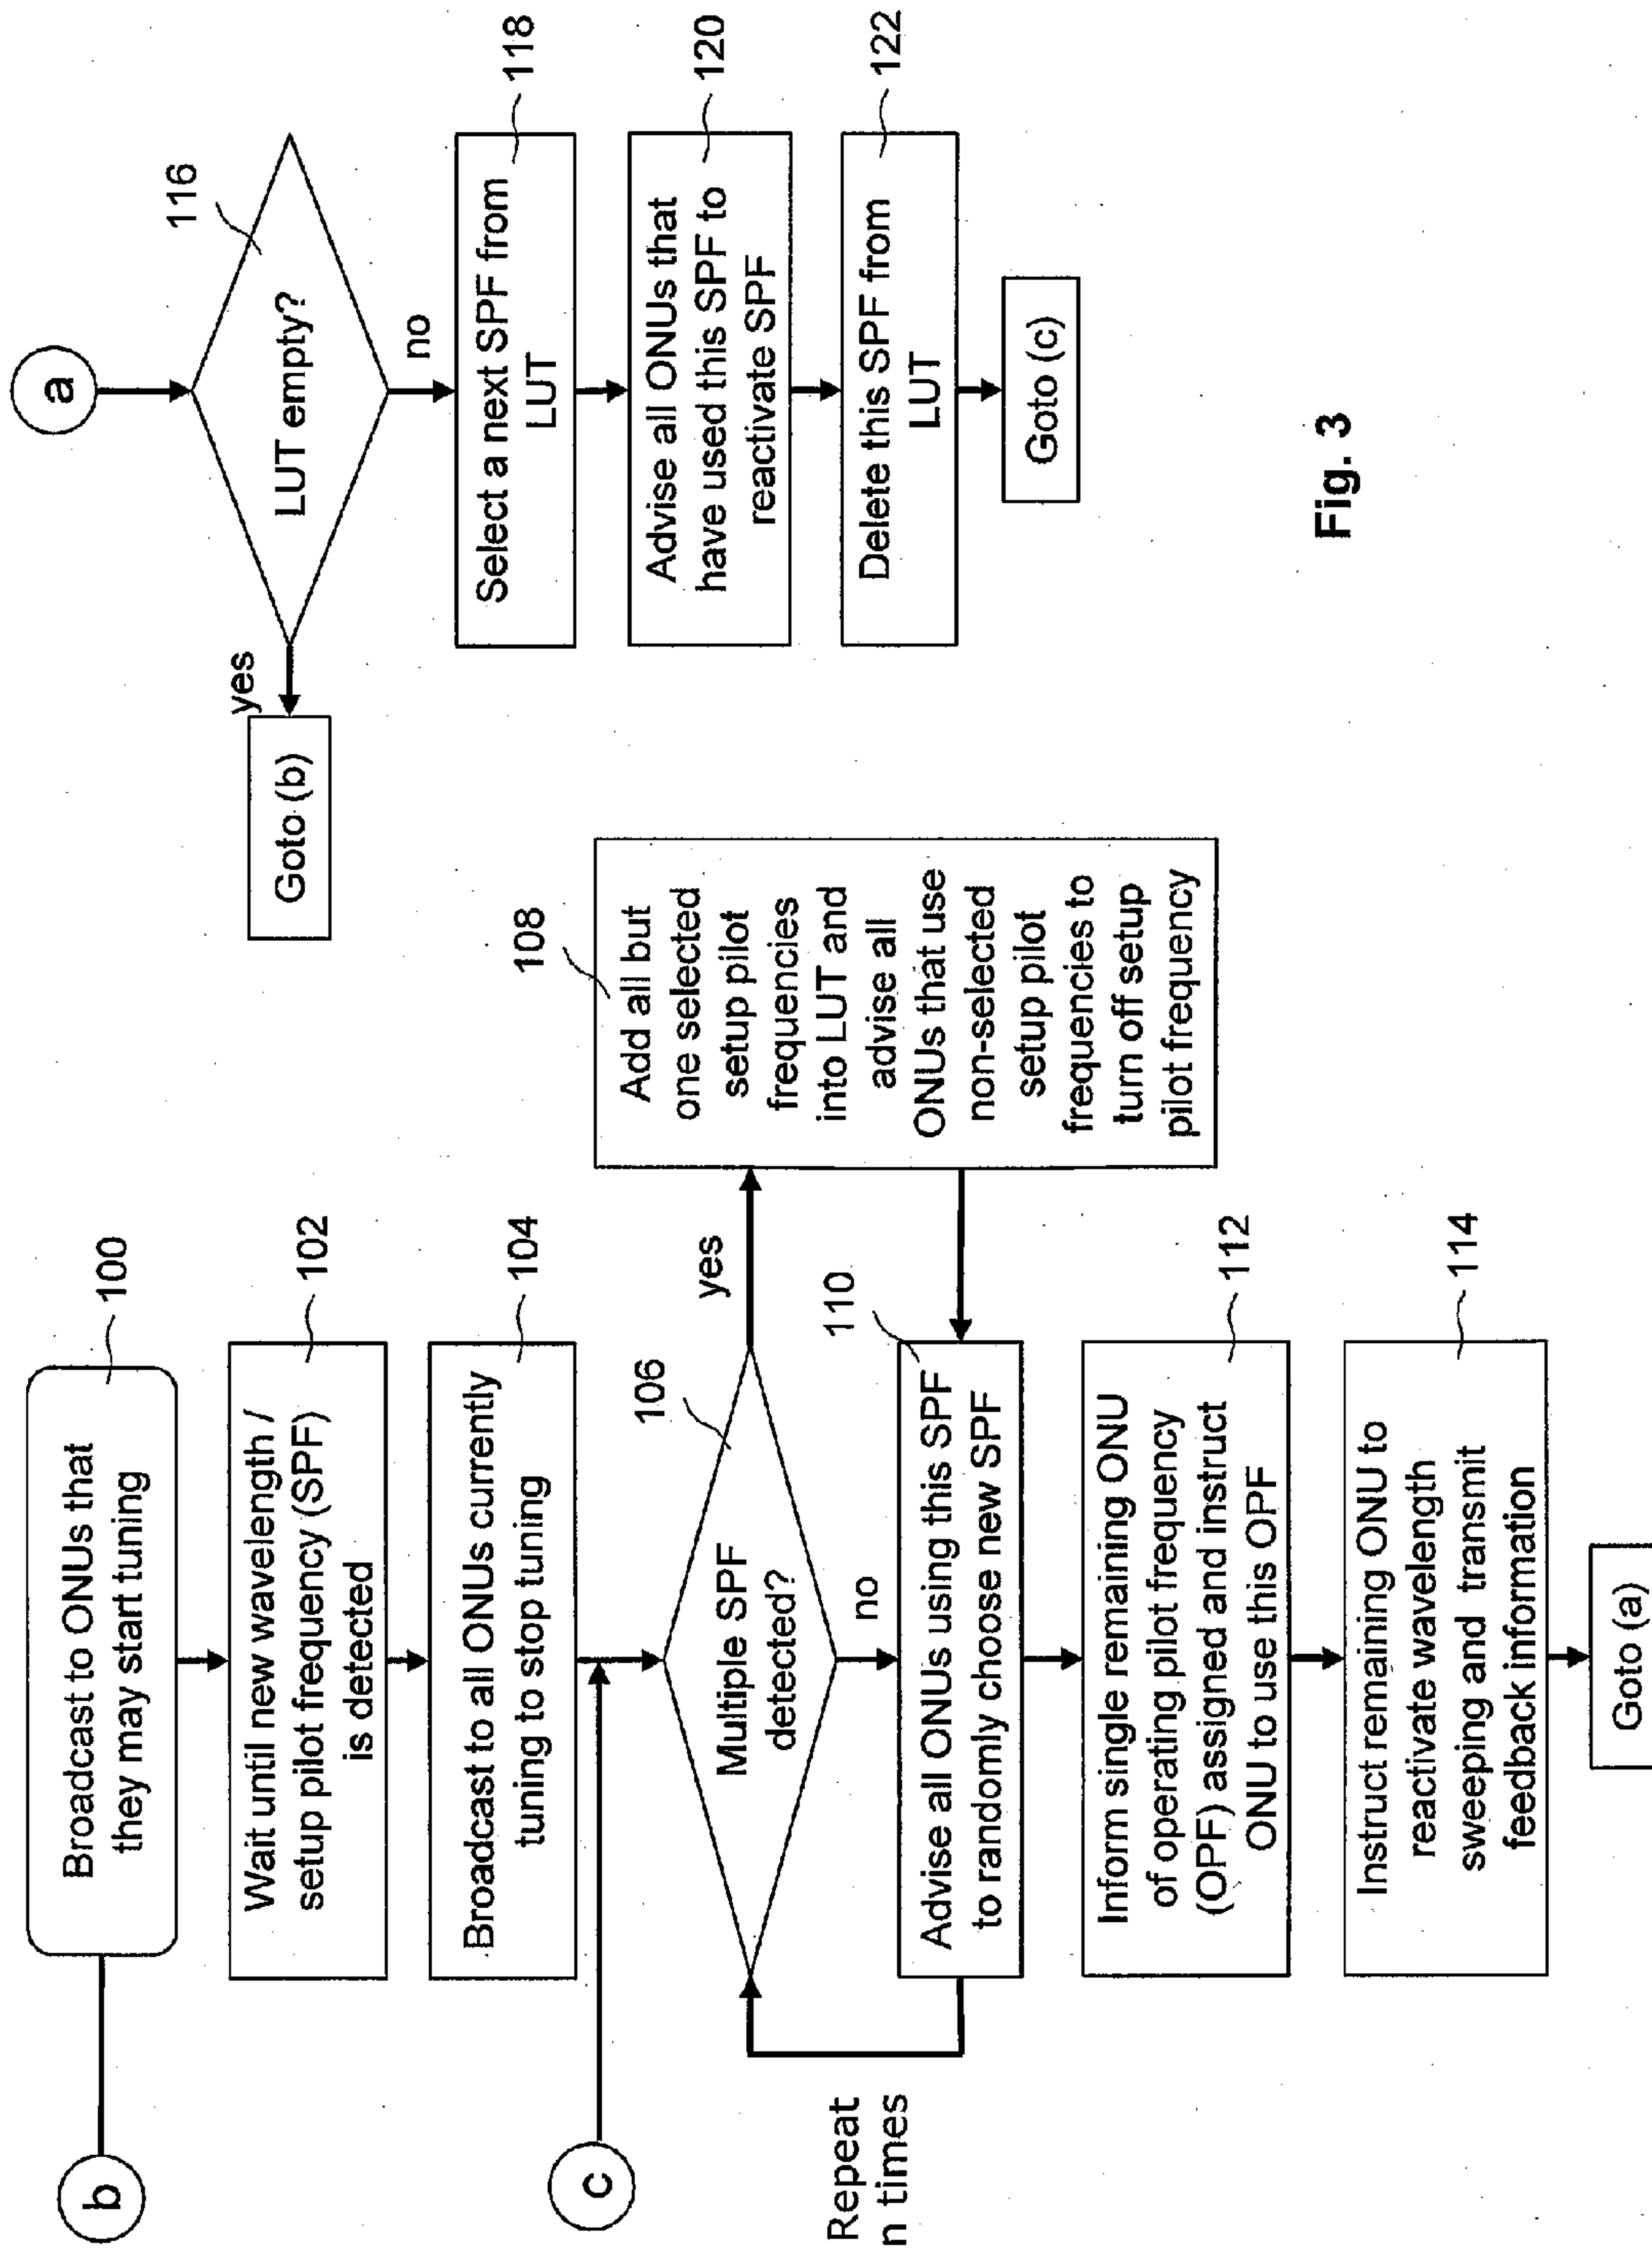 b
Broadcast to ONUs that
they may start tuning
100
Wait until new wavelength /
setup pilot frequency (SPF)
is detected
102
Broadcast to all ONUs currently
tuning to stop tuning
104
c
Multiple SPF
detected?
106
yes
no
Add all but
one selected
setup pilot
frequencies
into LUT and
advise all
ONUs that use
non-selected
setup pilot
frequencies to
turn off setup
pilot frequency
108
Repeat
n times
Advise all ONUs using this SPF
to randomly choose new SPF
110
Inform single remaining ONU
of operating pilot frequency
(OPF) assigned and instruct
ONU to use this OPF
112
Instruct remaining ONU to
reactivate wavelength
sweeping and transmit
feedback information
114
Goto (a)
a
LUT empty?
116
yes
Goto (b)
no
Select a next SPF from
LUT
118
Advise all ONUs that
have used this SPF to
reactivate SPF
120
Delete this SPF from
LUT
122
Goto (c)
Fig. 3